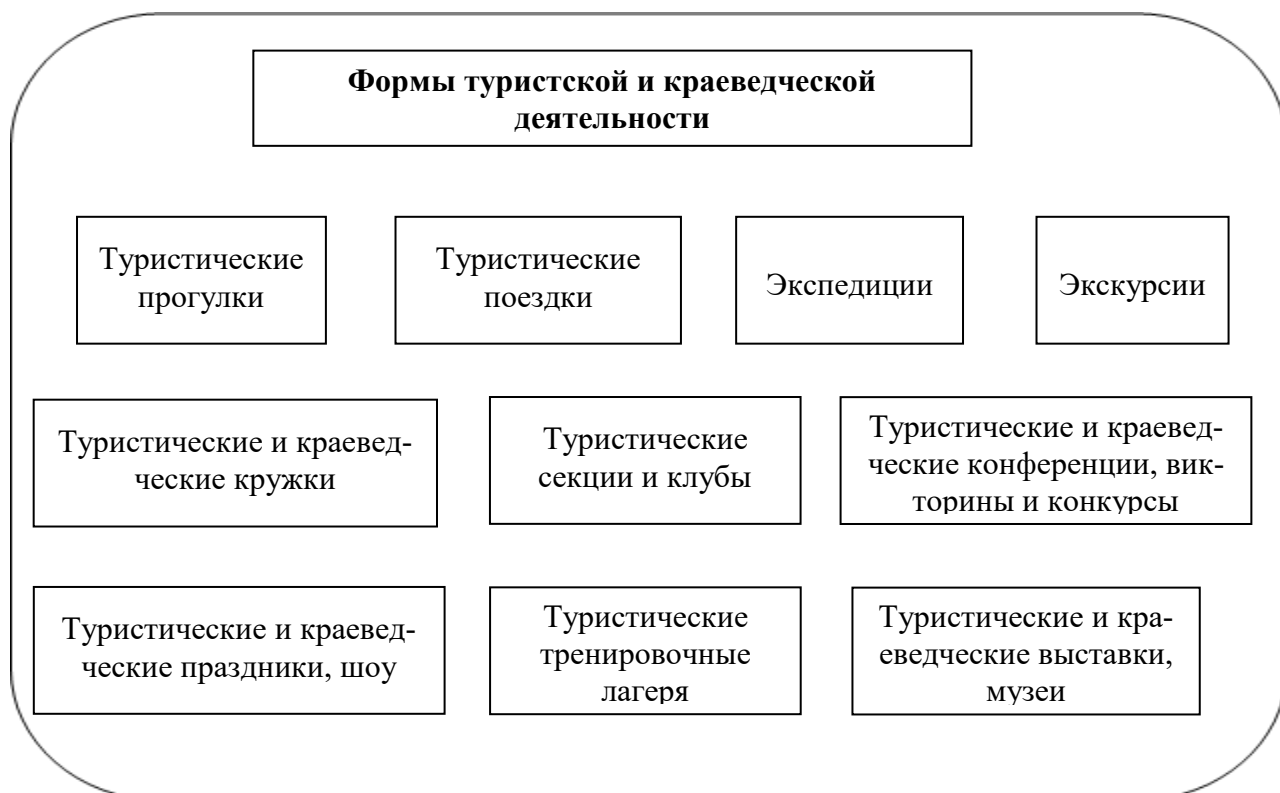 Формы туристской и краеведческой
деятельности
Туристические
прогулки
Туристические
поездки
Экспедиции
Экскурсии
Туристические и краевед-
ческие кружки
Туристические
секции и клубы
Туристические и краевед-
ческие конференции, вик-
торины и конкурсы
Туристические и краевед-
ческие праздники, шоу
Туристические
тренировочные
лагеря
Туристические и кра-
еведческие выставки,
музеи